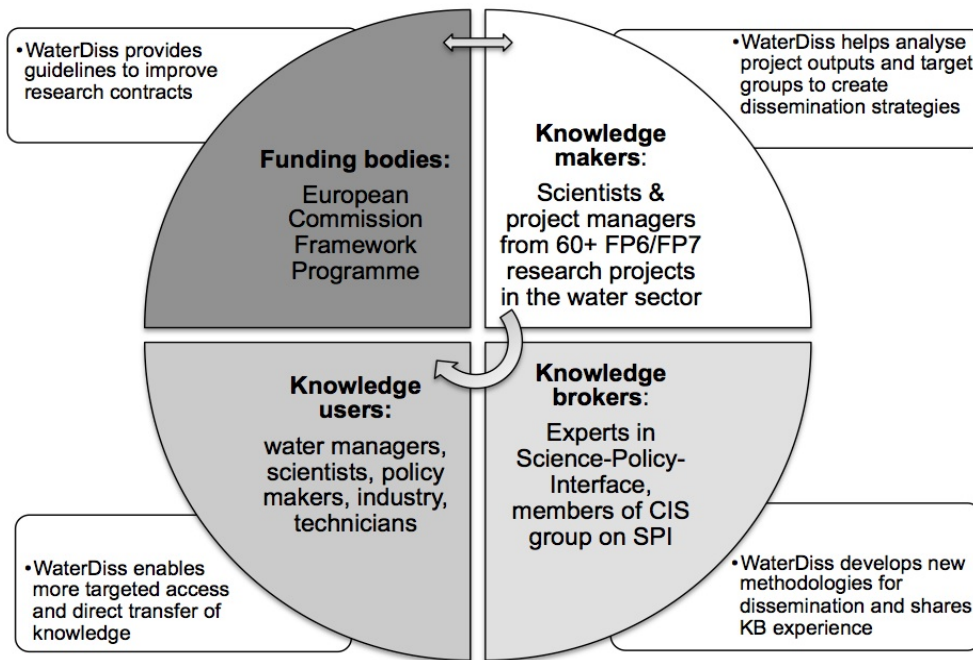 •WaterDiss provides
guidelines to improve
research contracts
•WaterDiss helps analyse
project outputs and target
groups to create
dissemination strategies
Funding bodies:
European
Commission
Framework
Programme
Knowledge
makers:
Scientists &
project managers
from 60+ FP6/FP7
research projects
in the water sector
Knowledge
users:
water managers,
scientists, policy
makers, industry,
technicians
Knowledge
brokers:
Experts in
Science-Policy-
Interface,
members of CIS
group on SPI
•WaterDiss enables
more targeted access
and direct transfer of
knowledge
•WaterDiss develops new
methodologies for
dissemination and shares
KB experience